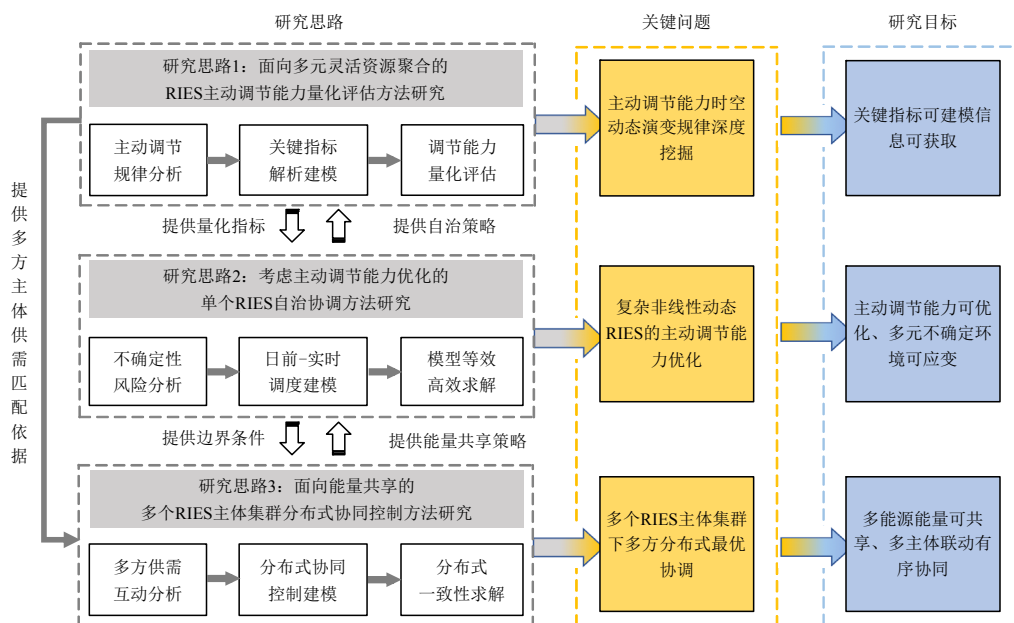 研究思路
关键问题
研究目标
研究思路1：面向多元灵活资源聚合的
RIES主动调节能力量化评估方法研究
主动调节
规律分析
关键指标
解析建模
调节能力
量化评估
主动调节能力时空
动态演变规律深度
挖掘
关键指标可建模信
息可获取
提供多方主体供需匹配依据
提供量化指标
提供自治策略
研究思路2：考虑主动调节能力优化的
单个RIES自治协调方法研究
不确定性
风险分析
日前-实时
调度建模
模型等效
高效求解
复杂非线性动态
RIES的主动调节能
力优化
主动调节能力可优
化、多元不确定环
境可应变
提供边界条件
提供能量共享策略
研究思路3：面向能量共享的
多个RIES主体集群分布式协同控制方法研究
多方供需
互动分析
分布式协同
控制建模
分布式
一致性求解
多个RIES主体集群
下多方分布式最优
协调
多能源能量可共
享、多主体联动有
序协同